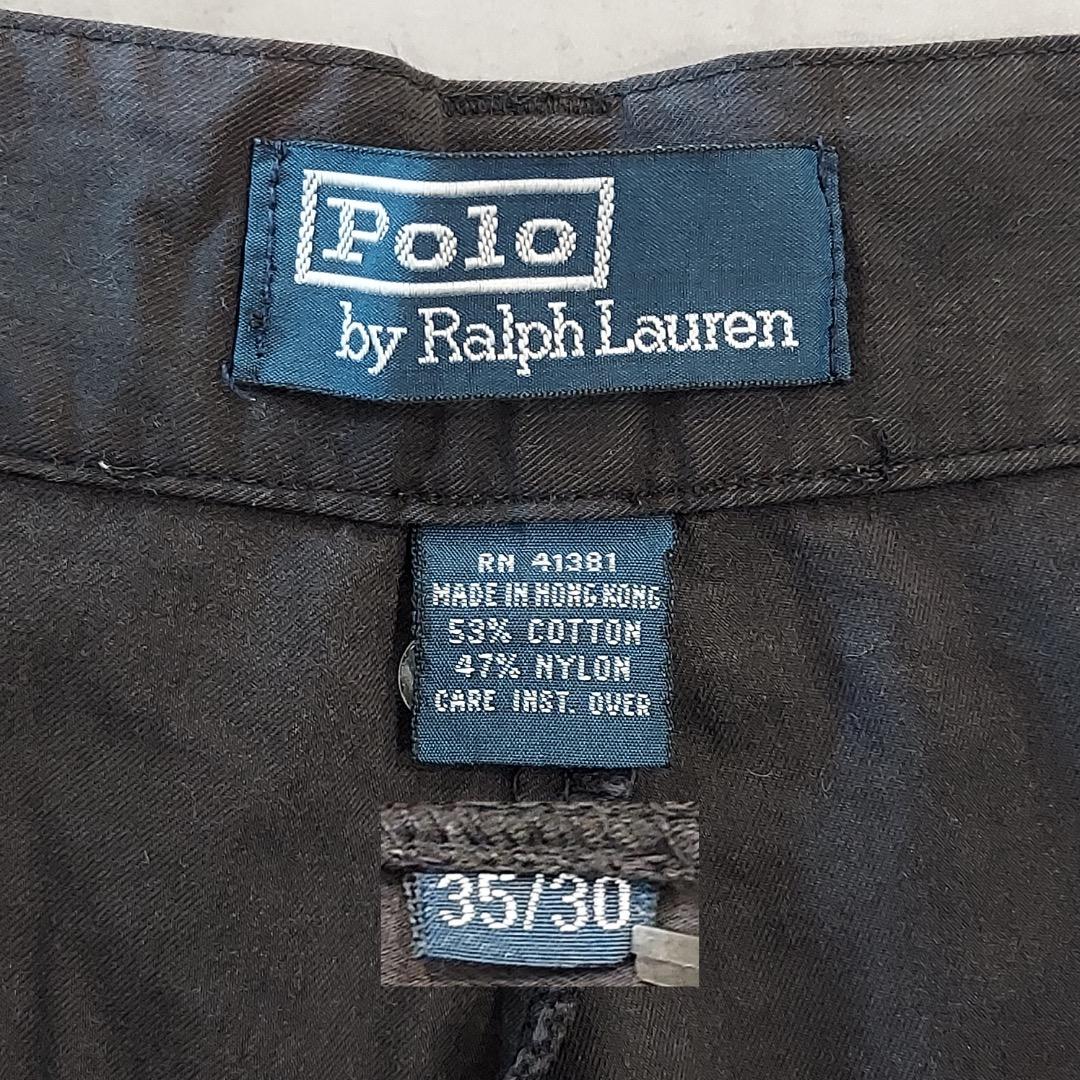 Polo
by Ralph Lauren
RN 41381
MADE IN HONG KONG
53% COTTON
47% NYLON
CARE INST. OVER
35/30